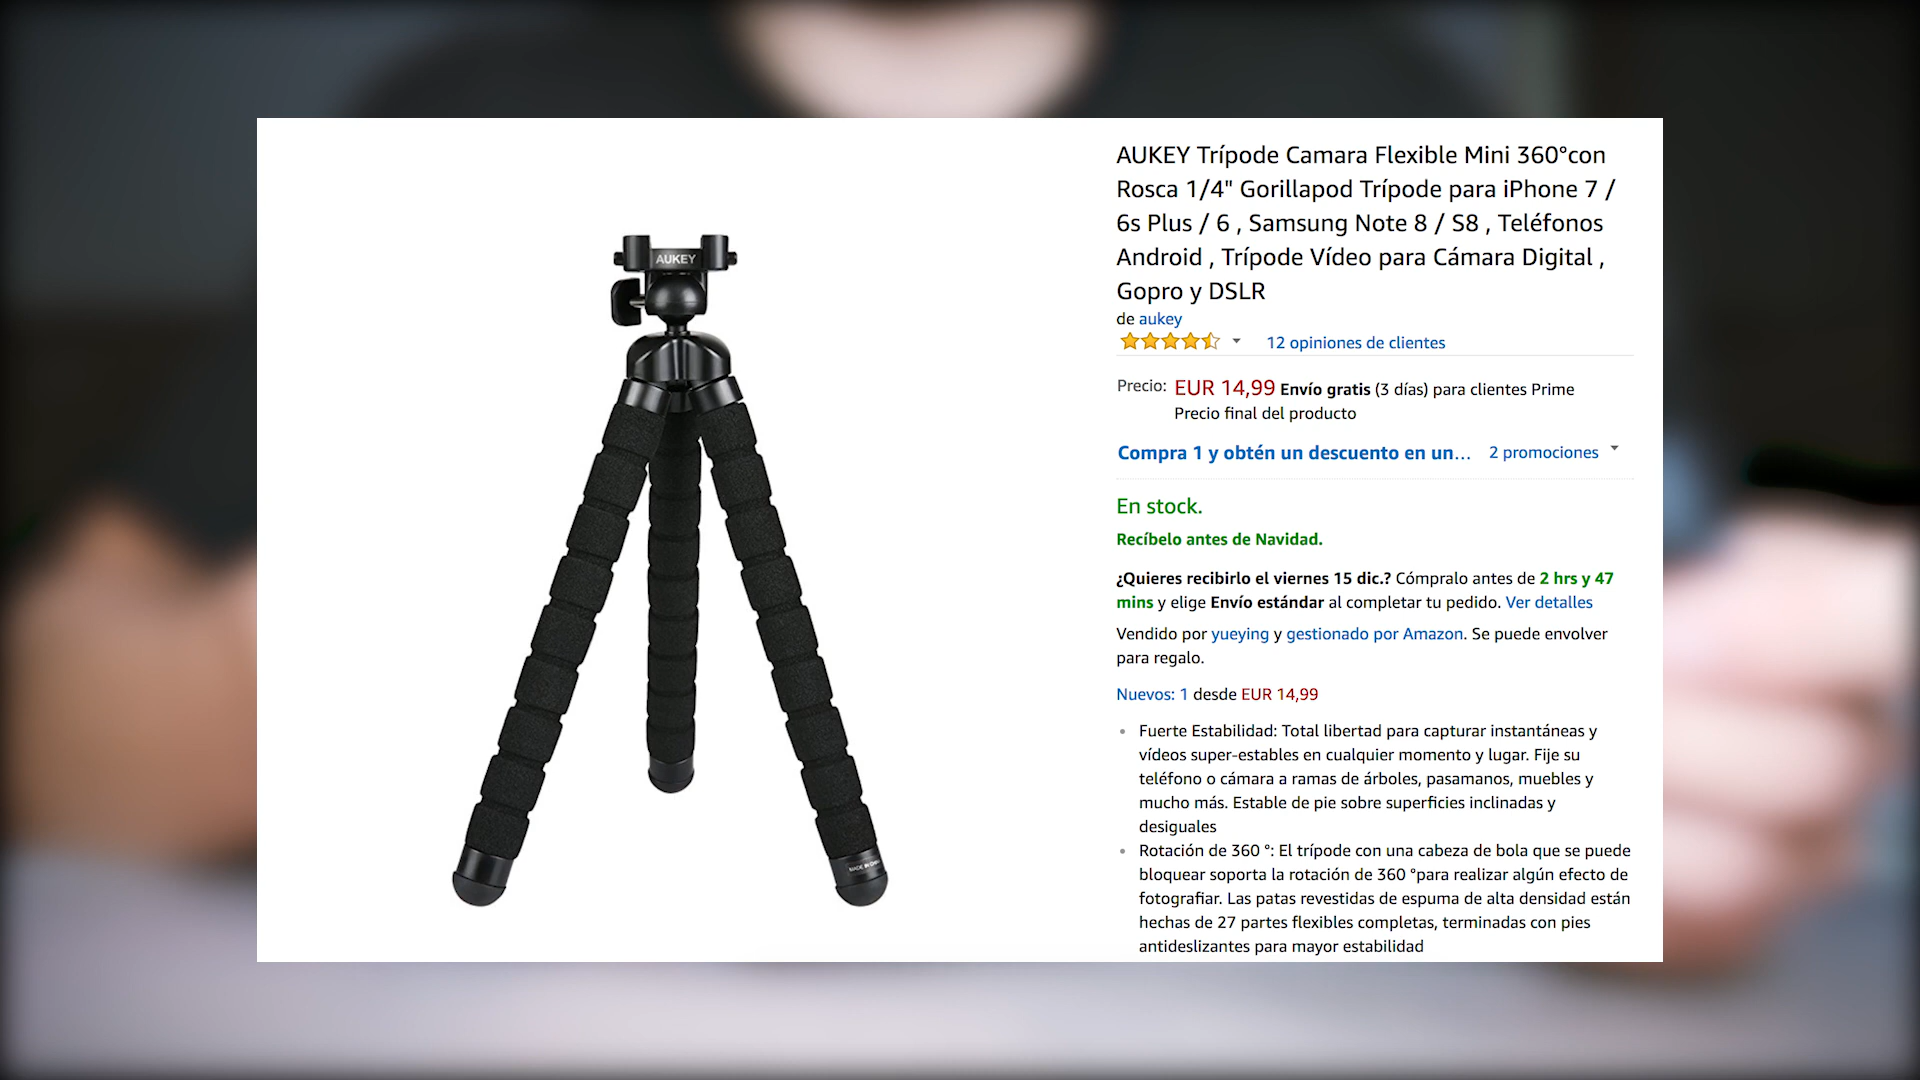 AUKEY
MADE IN CHINA
AUKEY Trípode Camara Flexible Mini 360°con
Rosca 1/4" Gorillapod Trípode para iPhone 7 /
6s Plus / 6 , Samsung Note 8 / S8 , Teléfonos
Android , Trípode Vídeo para Cámara Digital ,
Gopro y DSLR
de aukey
12 opiniones de clientes
Precio: EUR 14,99 Envío gratis (3 días) para clientes Prime
Precio final del producto
Compra 1 y obtén un descuento en un... 2 promociones
En stock.
Recíbelo antes de Navidad.
¿Quieres recibirlo el viernes 15 dic.? Cómpralo antes de 2 hrs y 47
mins y elige Envío estándar al completar tu pedido. Ver detalles
Vendido por yueying y gestionado por Amazon. Se puede envolver
para regalo.
Nuevos: 1 desde EUR 14,99
• Fuerte Estabilidad: Total libertad para capturar instantáneas y
vídeos super-estables en cualquier momento y lugar. Fije su
teléfono o cámara a ramas de árboles, pasamanos, muebles y
mucho más. Estable de pie sobre superficies inclinadas y
desiguales
• Rotación de 360 °: El trípode con una cabeza de bola que se puede
bloquear soporta la rotación de 360 °para realizar algún efecto de
fotografiar. Las patas revestidas de espuma de alta densidad están
hechas de 27 partes flexibles completas, terminadas con pies
antideslizantes para mayor estabilidad